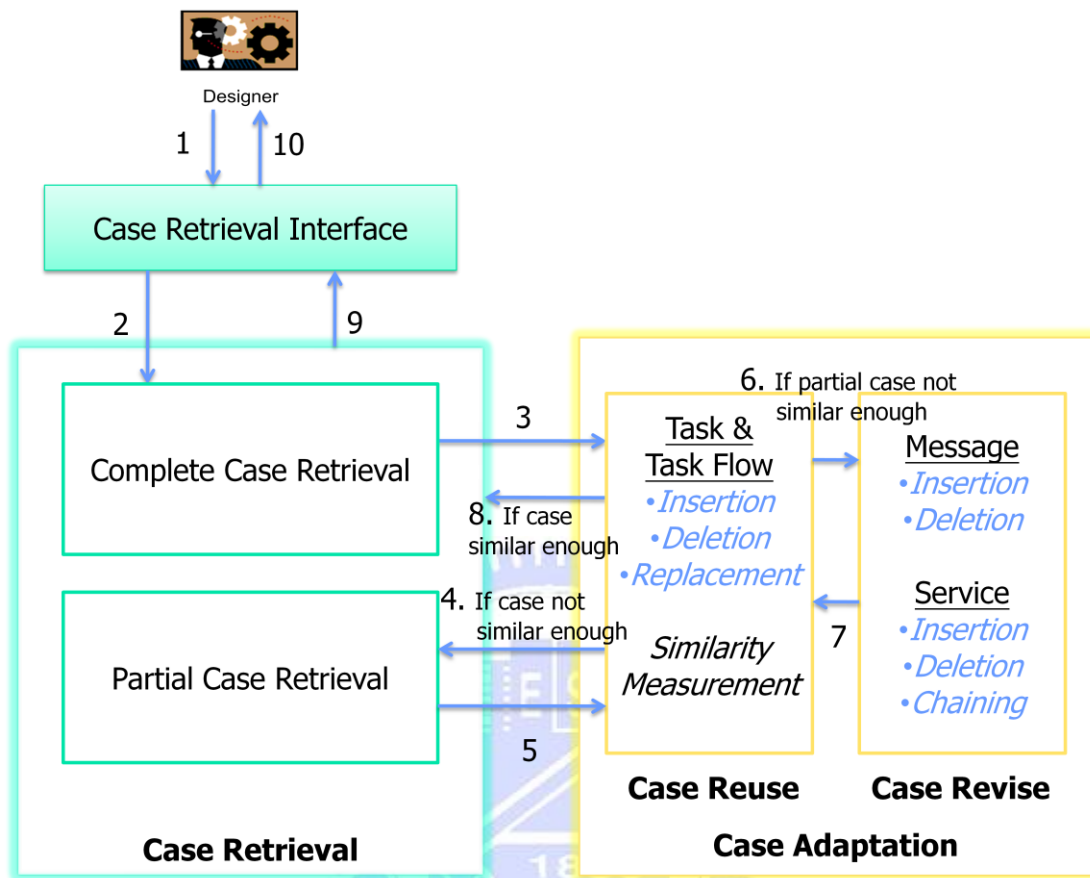 Designer
1
10
Case Retrieval Interface
2
9
Complete Case Retrieval
3
8. If case
similar enough
4. If case not
similar enough
Partial Case Retrieval
5
Case Retrieval
6. If partial case not
similar enough
Task &
Task Flow
•Insertion
•Deletion
•Replacement
Similarity
Measurement
Case Reuse
Message
•Insertion
•Deletion
7
Service
•Insertion
•Deletion
•Chaining
Case Revise
Case Adaptation